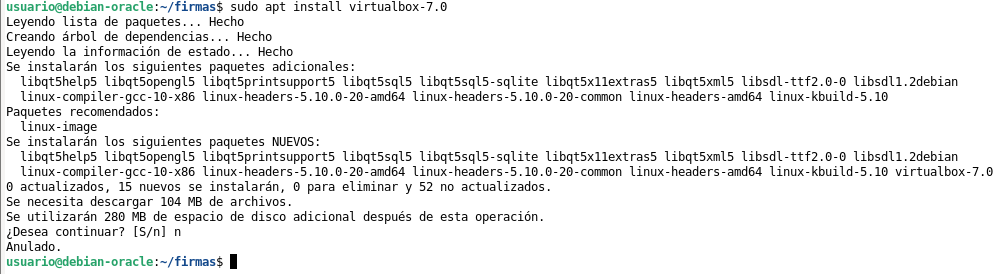 usuario@debian-oracle:~/firmas$ sudo apt install virtualbox-7.0
Leyendo lista de paquetes... Hecho
Creando árbol de dependencias... Hecho
Leyendo la información de estado... Hecho
Se instalarán los siguientes paquetes adicionales:
  libqt5help5 libqt5opengl5 libqt5printsupport5 libqt5sql5 libqt5sql5-sqlite libqt5x11extras5 libqt5xml5 libsdl-ttf2.0-0 libsdl1.2debian
  linux-compiler-gcc-10-x86 linux-headers-5.10.0-20-amd64 linux-headers-5.10.0-20-common linux-headers-amd64 linux-kbuild-5.10
Paquetes recomendados:
  linux-image
Se instalarán los siguientes paquetes NUEVOS:
  libqt5help5 libqt5opengl5 libqt5printsupport5 libqt5sql5 libqt5sql5-sqlite libqt5x11extras5 libqt5xml5 libsdl-ttf2.0-0 libsdl1.2debian
  linux-compiler-gcc-10-x86 linux-headers-5.10.0-20-amd64 linux-headers-5.10.0-20-common linux-headers-amd64 linux-kbuild-5.10 virtualbox-7.0
0 actualizados, 15 nuevos se instalarán, 0 para eliminar y 52 no actualizados.
Se necesita descargar 104 MB de archivos.
Se utilizarán 280 MB de espacio de disco adicional después de esta operación.
¿Desea continuar? [S/n] n
Anulado.
usuario@debian-oracle:~/firmas$